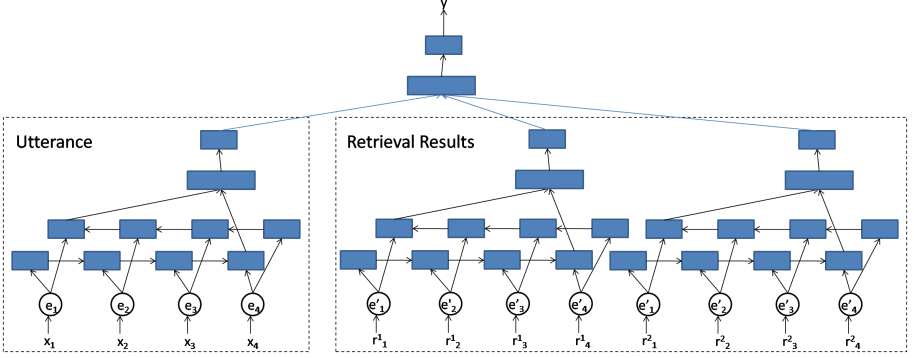 y
Utterance
Retrieval Results
e₁ e₂ e₃ e₄ e'₁ e'₂ e'₃ e'₄ e'₁ e'₂ e'₃ e'₄
x₁ x₂ x₃ x₄ r¹₁ r¹₂ r¹₃ r¹₄ r²₁ r²₂ r²₃ r²₄